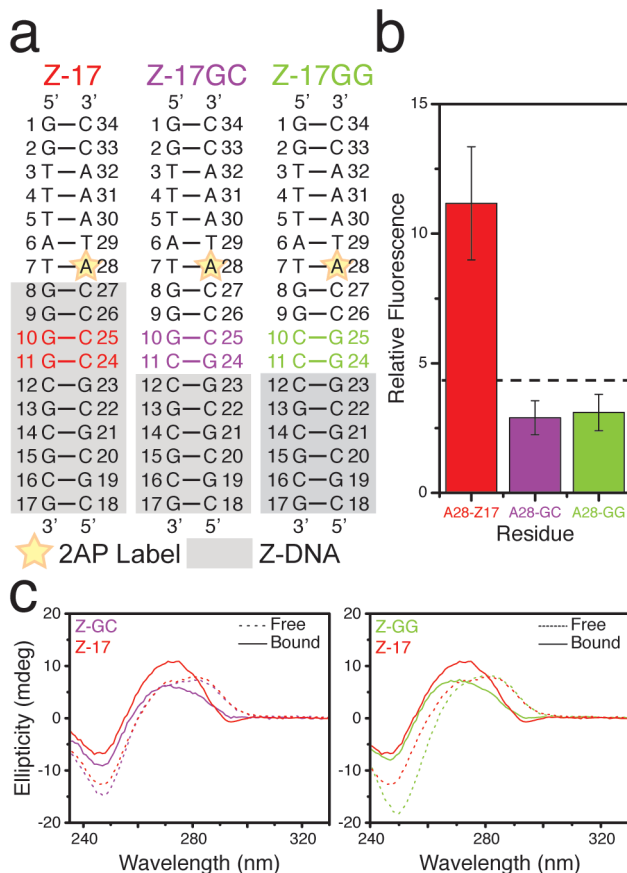 a
Z-17 Z-17GC Z-17GG
5' 3' 5' 3' 5' 3'
1 G—C 34 1 G—C 34 1 G—C 34
2 G—C 33 2 G—C 33 2 G—C 33
3 T—A 32 3 T—A 32 3 T—A 32
4 T—A 31 4 T—A 31 4 T—A 31
5 T—A 30 5 T—A 30 5 T—A 30
6 A—T 29 6 A—T 29 6 A—T 29
7 T—A 28 7 T—A 28 7 T—A 28
8 G—C 27 8 G—C 27 8 G—C 27
9 G—C 26 9 G—C 26 9 G—C 26
10 G—C 25 10 G—C 25 10 C—G 25
11 G—C 24 11 C—G 24 11 C—G 24
12 C—G 23 12 C—G 23 12 C—G 23
13 G—C 22 13 G—C 22 13 G—C 22
14 C—G 21 14 C—G 21 14 C—G 21
15 G—C 20 15 G—C 20 15 G—C 20
16 C—G 19 16 C—G 19 16 C—G 19
17 G—C 18 17 G—C 18 17 G—C 18
3' 5' 3' 5' 3' 5'
2AP Label Z-DNA
b
Relative Fluorescence
15
10
5
0
A28-Z17 A28-GC A28-GG
Residue
c
Ellipticity (mdeg)
20
10
0
-10
-20
Z-GC
Z-17
Free
Bound
240 280 320
Wavelength (nm)
20
10
0
-10
-20
Z-GG
Z-17
Free
Bound
240 280 320
Wavelength (nm)